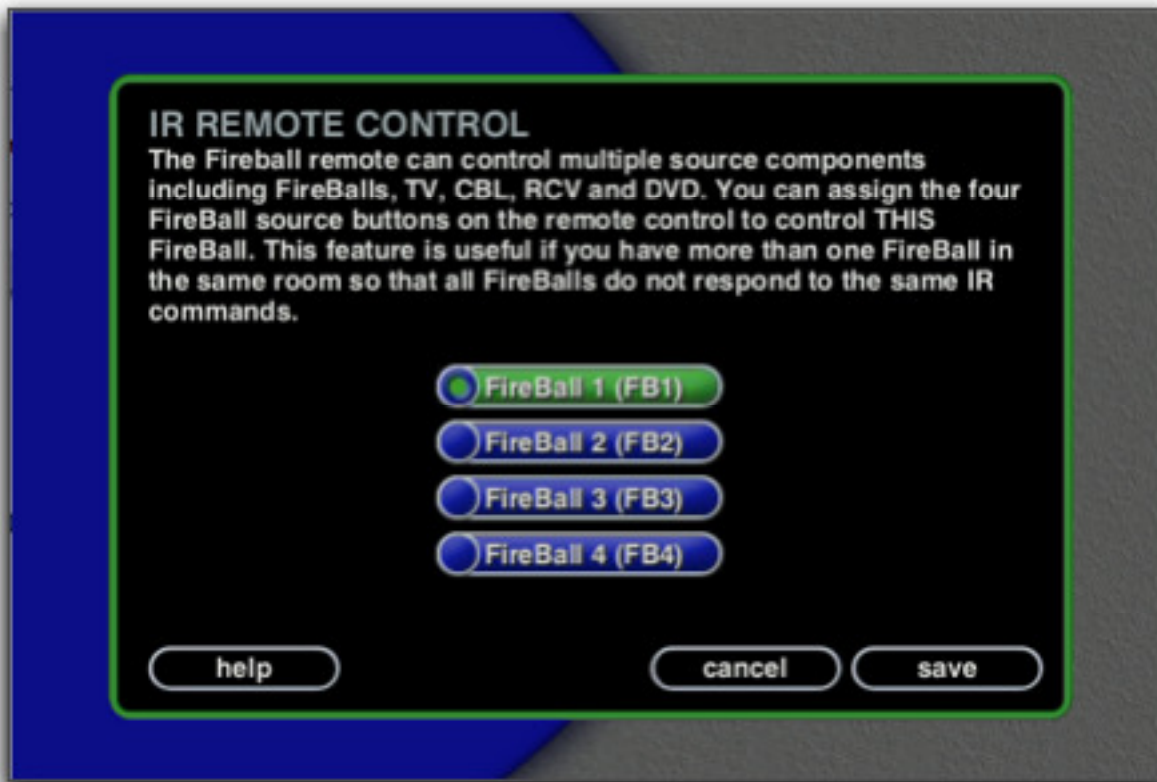 IR REMOTE CONTROL
The Fireball remote can control multiple source components
including FireBalls, TV, CBL, RCV and DVD. You can assign the four
FireBall source buttons on the remote control to control THIS
FireBall. This feature is useful if you have more than one FireBall in
the same room so that all FireBalls do not respond to the same IR
commands.
FireBall 1 (FB1)
FireBall 2 (FB2)
FireBall 3 (FB3)
FireBall 4 (FB4)
help cancel save